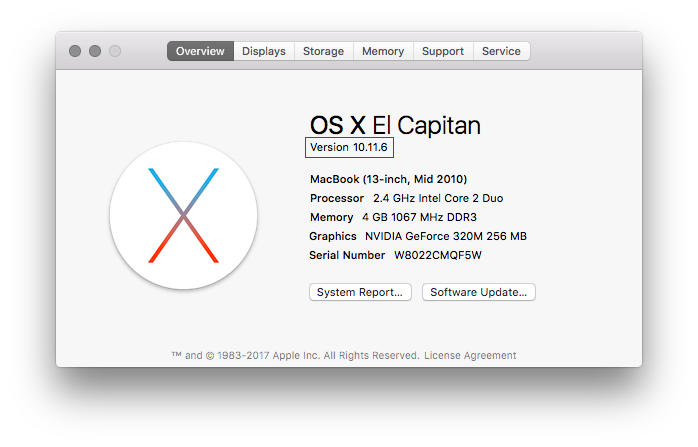 Overview Displays Storage Memory Support Service
OS X El Capitan
Version 10.11.6
MacBook (13-inch, Mid 2010)
Processor 2.4 GHz Intel Core 2 Duo
Memory 4 GB 1067 MHz DDR3
Graphics NVIDIA GeForce 320M 256 MB
Serial Number W8022CMQF5W
System Report... Software Update...
™ and © 1983-2017 Apple Inc. All Rights Reserved. License Agreement